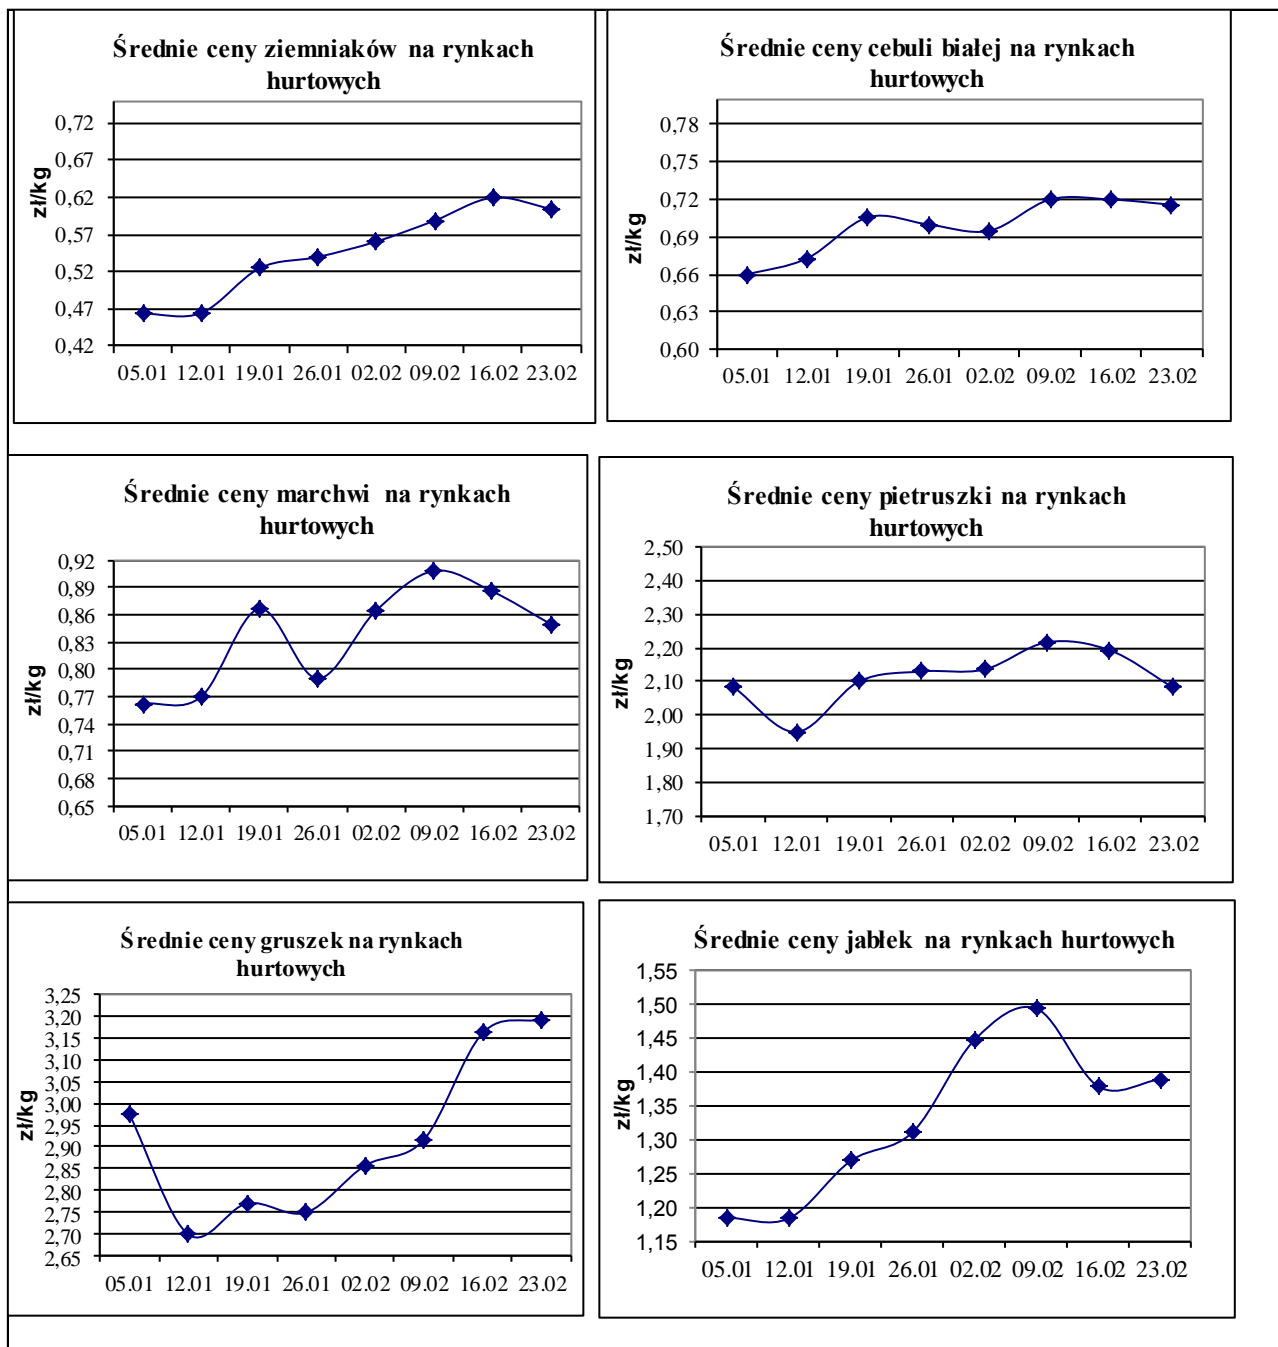 Średnie ceny ziemniaków na rynkach
hurtowych
zł/kg
0,72
0,67
0,62
0,57
0,52
0,47
0,42
05.01 12.01 19.01 26.01 02.02 09.02 16.02 23.02
Średnie ceny cebuli białej na rynkach
hurtowych
zł/kg
0,78
0,75
0,72
0,69
0,66
0,63
0,60
05.01 12.01 19.01 26.01 02.02 09.02 16.02 23.02
Średnie ceny marchwi na rynkach
hurtowych
zł/kg
0,92
0,89
0,86
0,83
0,80
0,77
0,74
0,71
0,68
0,65
05.01 12.01 19.01 26.01 02.02 09.02 16.02 23.02
Średnie ceny pietruszki na rynkach
hurtowych
zł/kg
2,50
2,40
2,30
2,20
2,10
2,00
1,90
1,80
1,70
05.01 12.01 19.01 26.01 02.02 09.02 16.02 23.02
Średnie ceny gruszek na rynkach
hurtowych
zł/kg
3,25
3,20
3,15
3,10
3,05
3,00
2,95
2,90
2,85
2,80
2,75
2,70
2,65
05.01 12.01 19.01 26.01 02.02 09.02 16.02 23.02
Średnie ceny jabłek na rynkach hurtowych
zł/kg
1,55
1,50
1,45
1,40
1,35
1,30
1,25
1,20
1,15
05.01 12.01 19.01 26.01 02.02 09.02 16.02 23.02